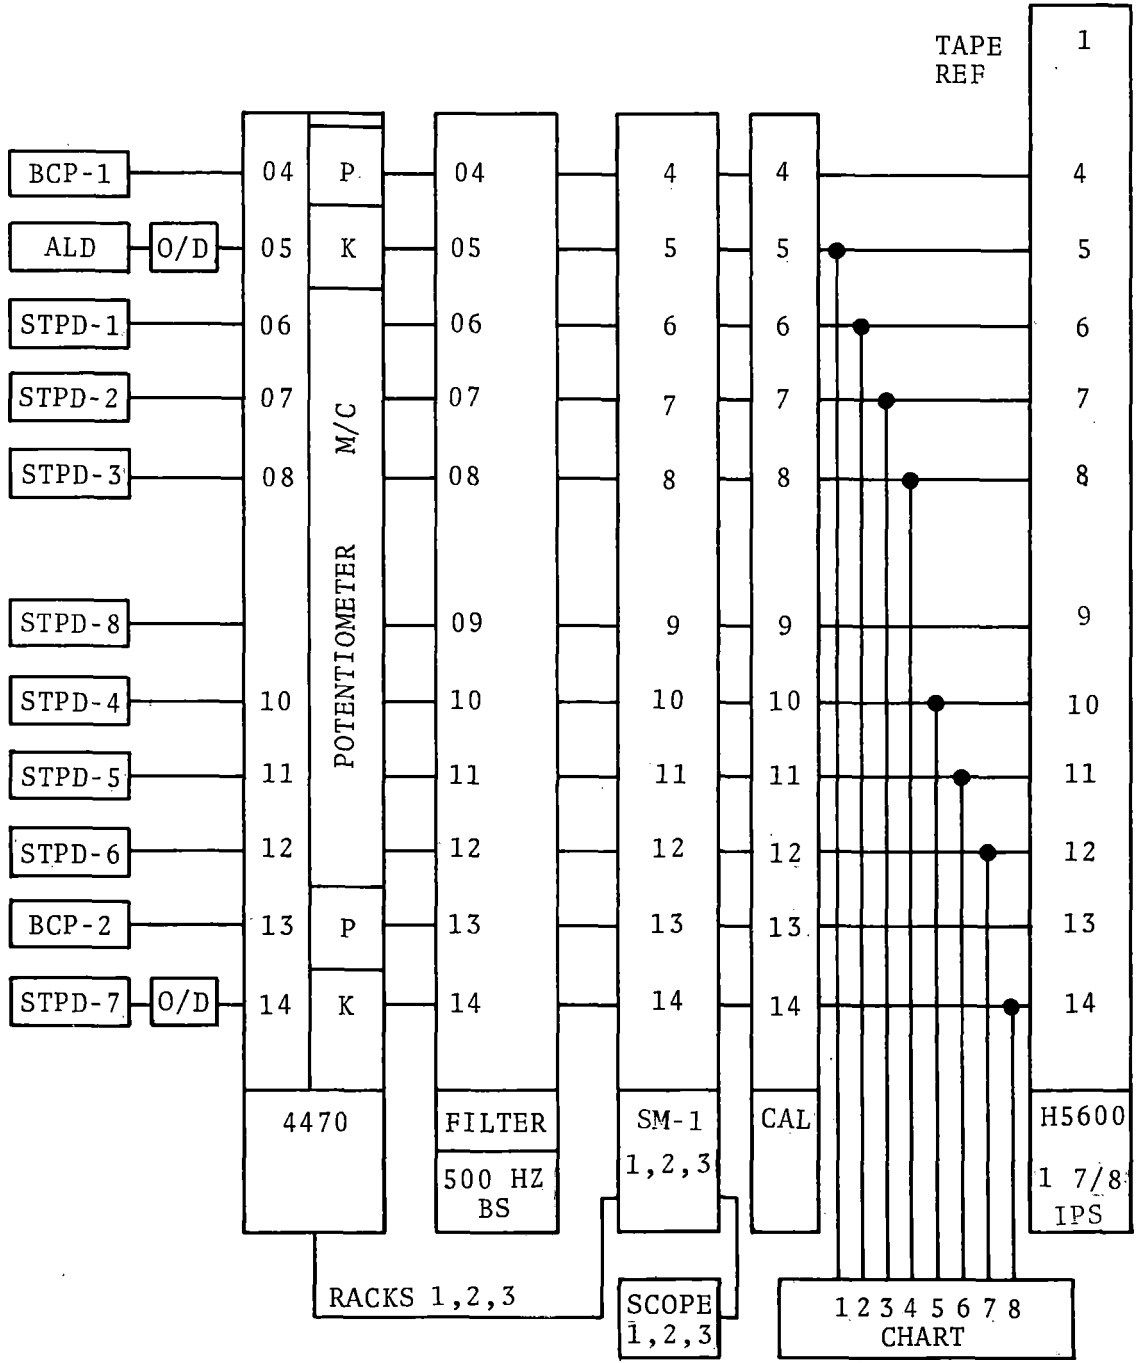 TAPE REF 1
BCP-1 04 P 04 4 4 4
ALD O/D 05 K 05 5 5 5
STPD-1 06 06 6 6 6
STPD-2 07 07 7 7 7
M/C
STPD-3 08 08 8 8 8
POTENTIOMETER
STPD-8 09 9 9 9
STPD-4 10 10 10 10 10
STPD-5 11 11 11 11 11
STPD-6 12 12 12 12 12
BCP-2 13 P 13 13 13 13
STPD-7 O/D 14 K 14 14 14 14
4470 FILTER SM-1 CAL H5600
1,2,3
500 HZ 1 7/8
BS IPS
RACKS 1,2,3 SCOPE 1 2 3 4 5 6 7 8
1,2,3 CHART